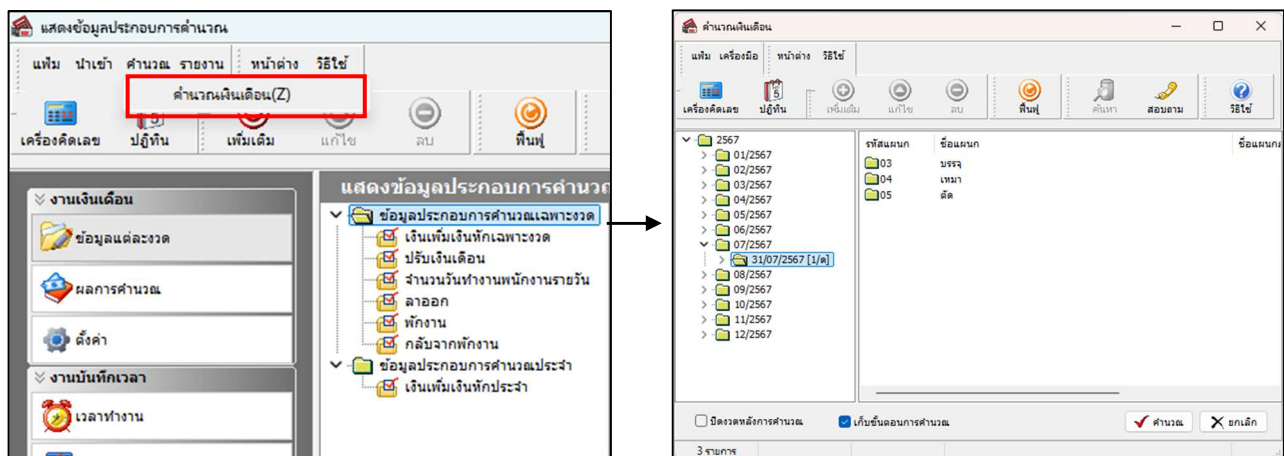 แสดงข้อมูลประกอบการคำนวณ
แฟ้ม นำเข้า คำนวณ รายงาน หน้าต่าง วิธีใช้
คำนวณเงินเดือน(Z)
เครื่องคิดเลข ปฏิทิน เพิ่มเติม แก้ไข ลบ ฟื้นฟู
งานเงินเดือน
ข้อมูลแต่ละงวด
ผลการคำนวณ
ตั้งค่า
งานบันทึกเวลา
เวลาทำงาน
แสดงข้อมูลประกอบการคำนวณ
ข้อมูลประกอบการคำนวณเฉพาะงวด
เงินเพิ่มเงินหักเฉพาะงวด
ปรับเงินเดือน
จำนวนวันทำงานพนักงานรายวัน
ลาออก
พักงาน
กลับจากพักงาน
ข้อมูลประกอบการคำนวณประจำ
เงินเพิ่มเงินหักประจำ
คำนวณเงินเดือน
แฟ้ม เครื่องมือ หน้าต่าง วิธีใช้
เครื่องคิดเลข ปฏิทิน เพิ่มเติม แก้ไข ลบ ฟื้นฟู ค้นหา สอบถาม วิธีใช้
2567
01/2567
02/2567
03/2567
04/2567
05/2567
06/2567
07/2567
31/07/2567 [1/ด]
08/2567
09/2567
10/2567
11/2567
12/2567
รหัสแผนก ชื่อแผนก ชื่อแผนก
03 บรรจุ
04 เหมา
05 ตัด
ปิดงวดหลังการคำนวณ เก็บขั้นตอนการคำนวณ คำนวณ ยกเลิก
3 รายการ